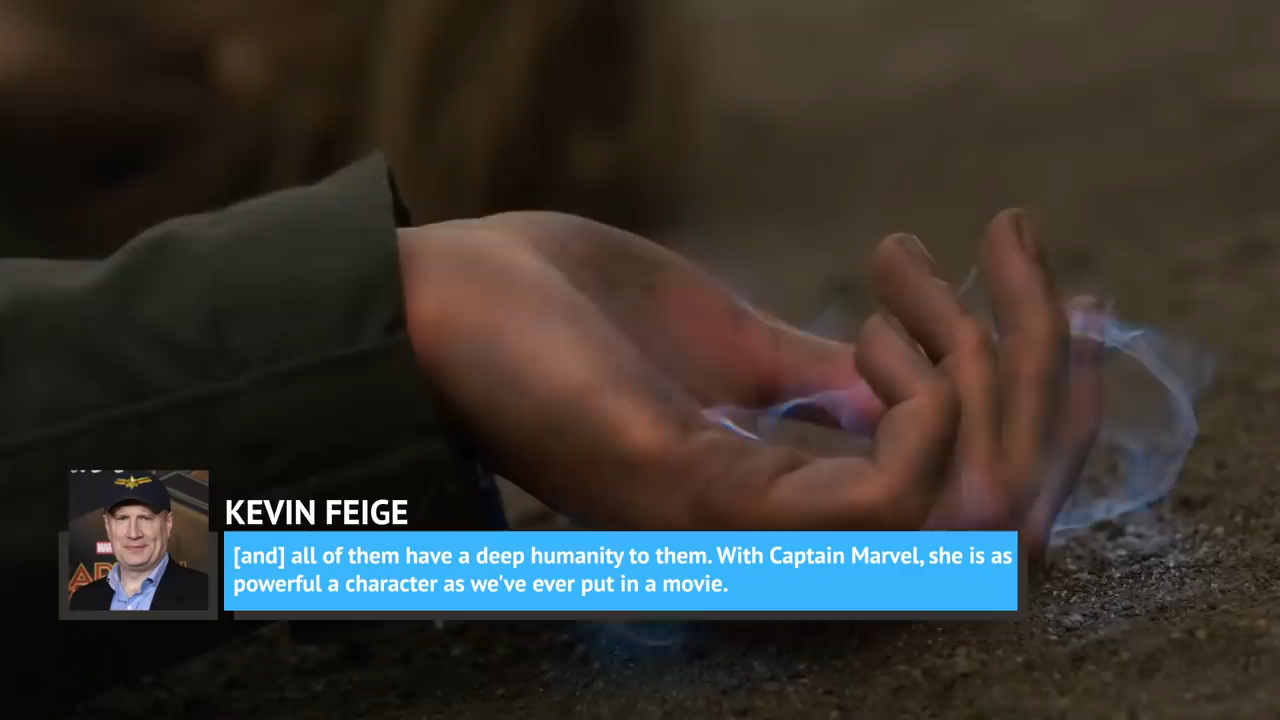 KEVIN FEIGE
[and] all of them have a deep humanity to them. With Captain Marvel, she is as
powerful a character as we've ever put in a movie.